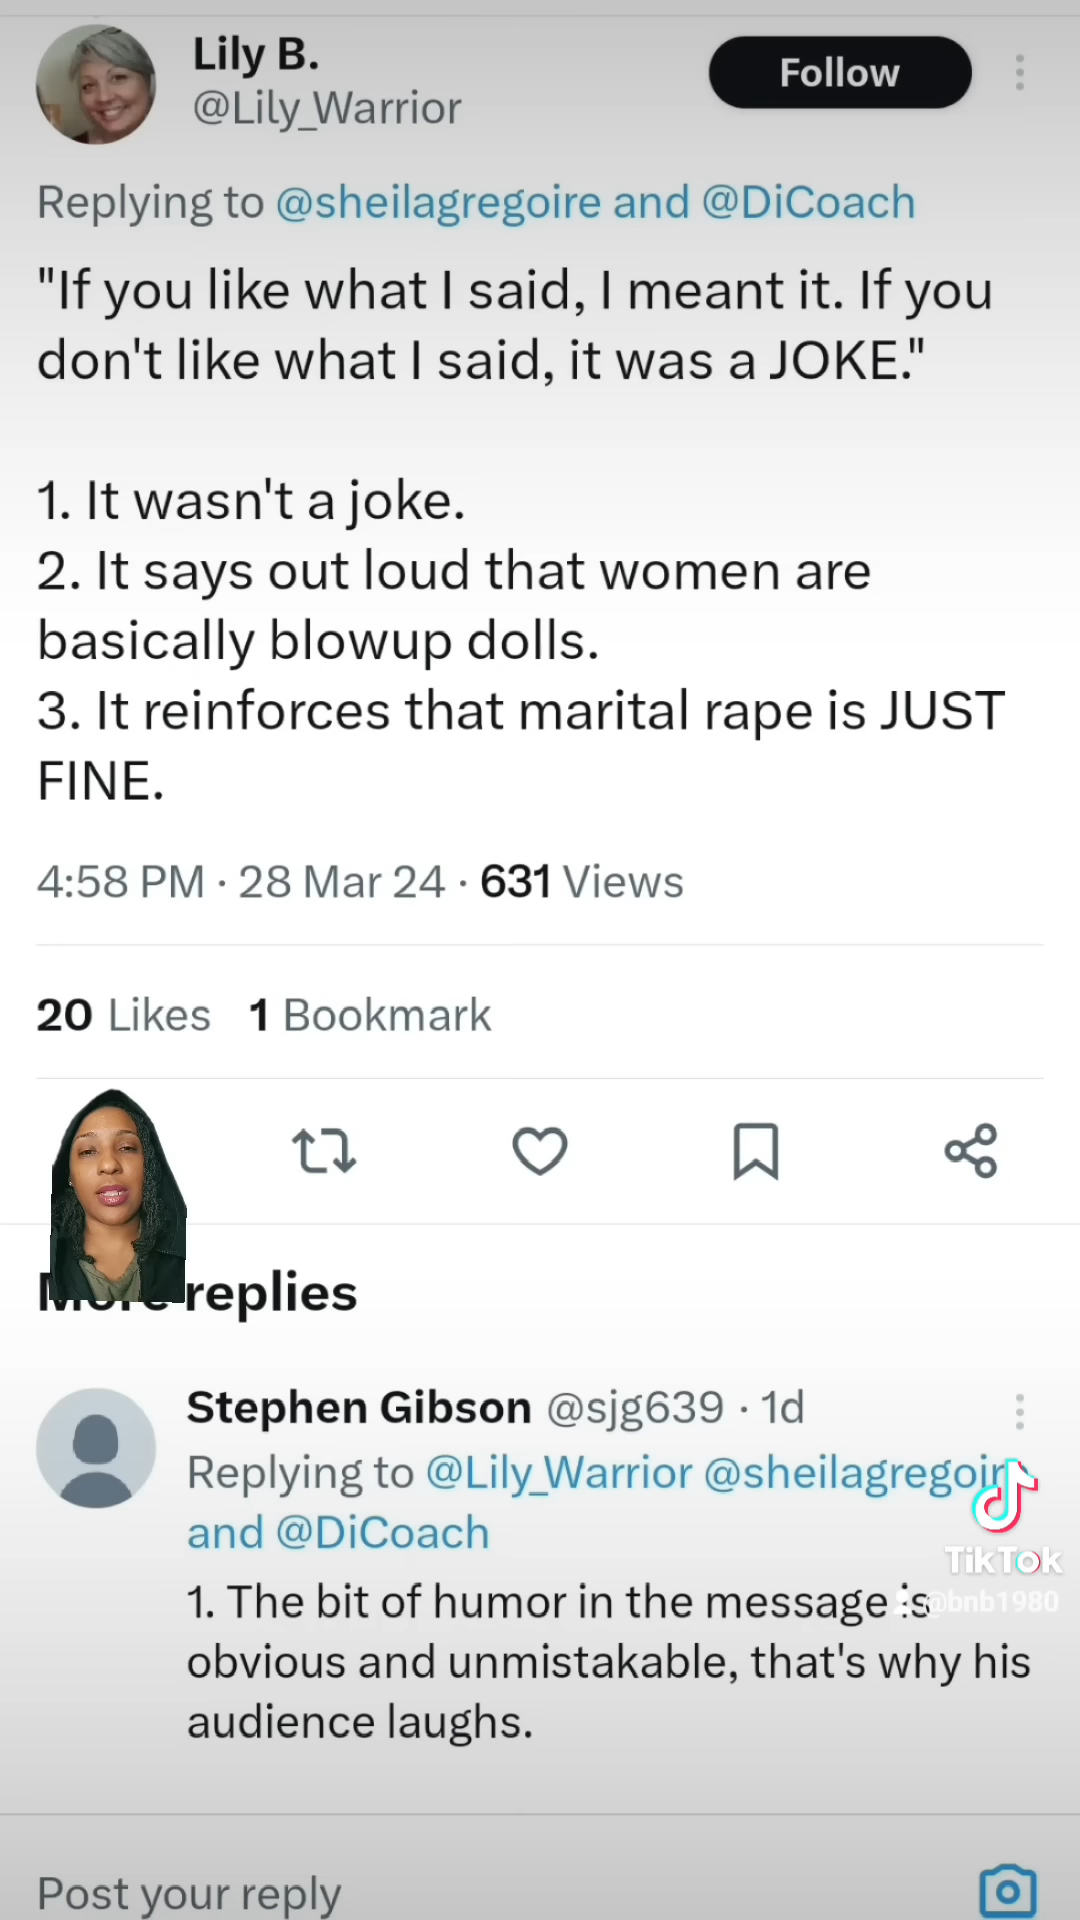 Lily B.
@Lily_Warrior
Follow
Replying to @sheilagregoire and @DiCoach
"If you like what I said, I meant it. If you
don't like what I said, it was a JOKE."
1. It wasn't a joke.
2. It says out loud that women are
basically blowup dolls.
3. It reinforces that marital rape is JUST
FINE.
4:58 PM · 28 Mar 24 · 631 Views
20 Likes 1 Bookmark
More replies
Stephen Gibson @sjg639 · 1d
Replying to @Lily_Warrior @sheilagregoire
and @DiCoach
TikTok
@bnb1980
1. The bit of humor in the message is
obvious and unmistakable, that's why his
audience laughs.
Post your reply